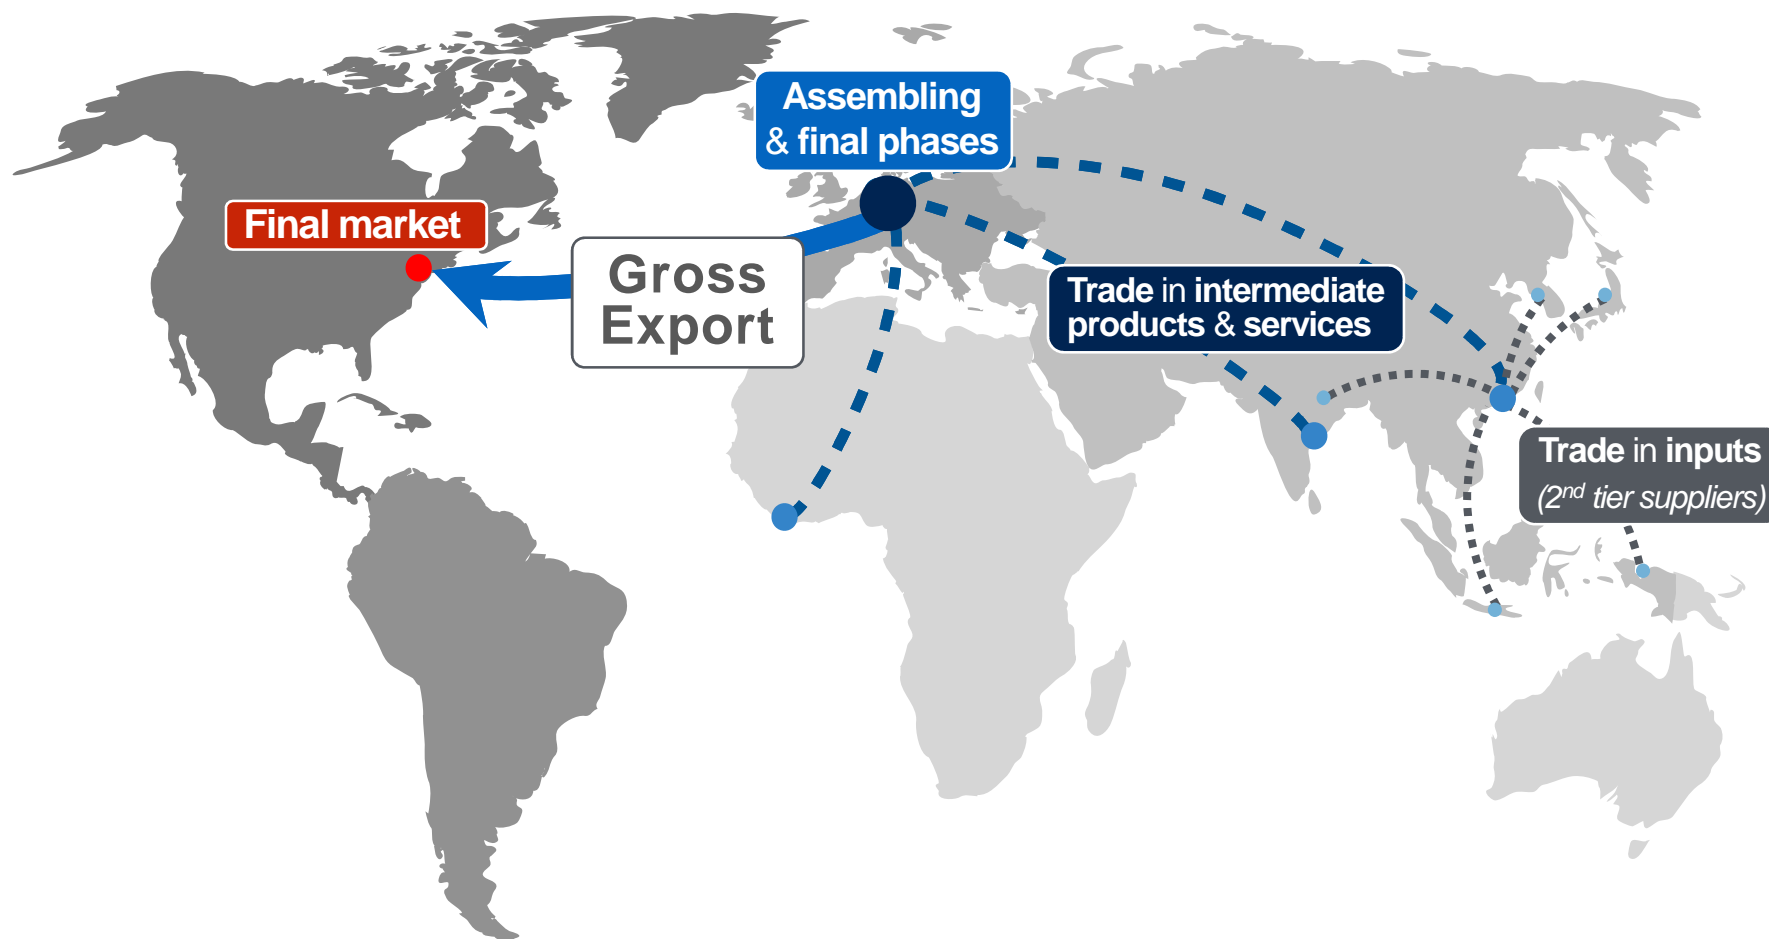 Assembling
& final phases
Final market
Gross
Export
Trade in intermediate
products & services
Trade in inputs
(2nd tier suppliers)